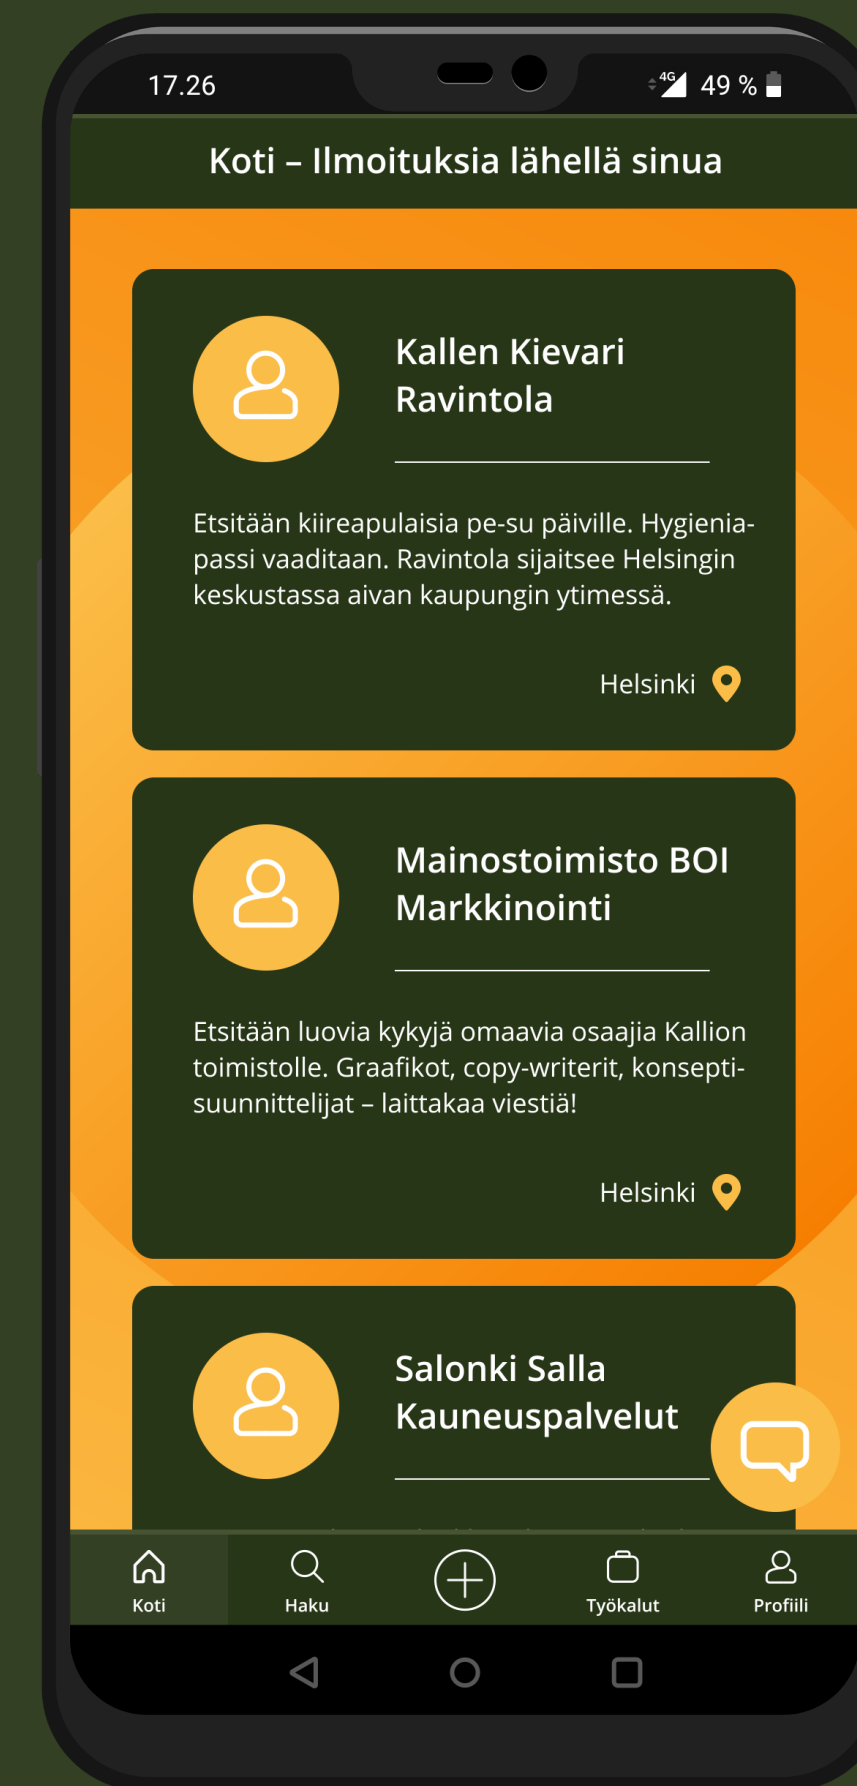 17.26
4G 49 %
Koti – Ilmoituksia lähellä sinua
Kallen Kievari
Ravintola
Etsitään kiireapulaisia pe-su päiville. Hygienia-
passi vaaditaan. Ravintola sijaitsee Helsingin
keskustassa aivan kaupungin ytimessä.
Helsinki
Mainostoimisto BOI
Markkinointi
Etsitään luovia kykyjä omaavia osaajia Kallion
toimistolle. Graafikot, copy-writerit, konsepti-
suunnittelijat – laittakaa viestiä!
Helsinki
Salonki Salla
Kauneuspalvelut
Koti
Haku
Työkalut
Profiili